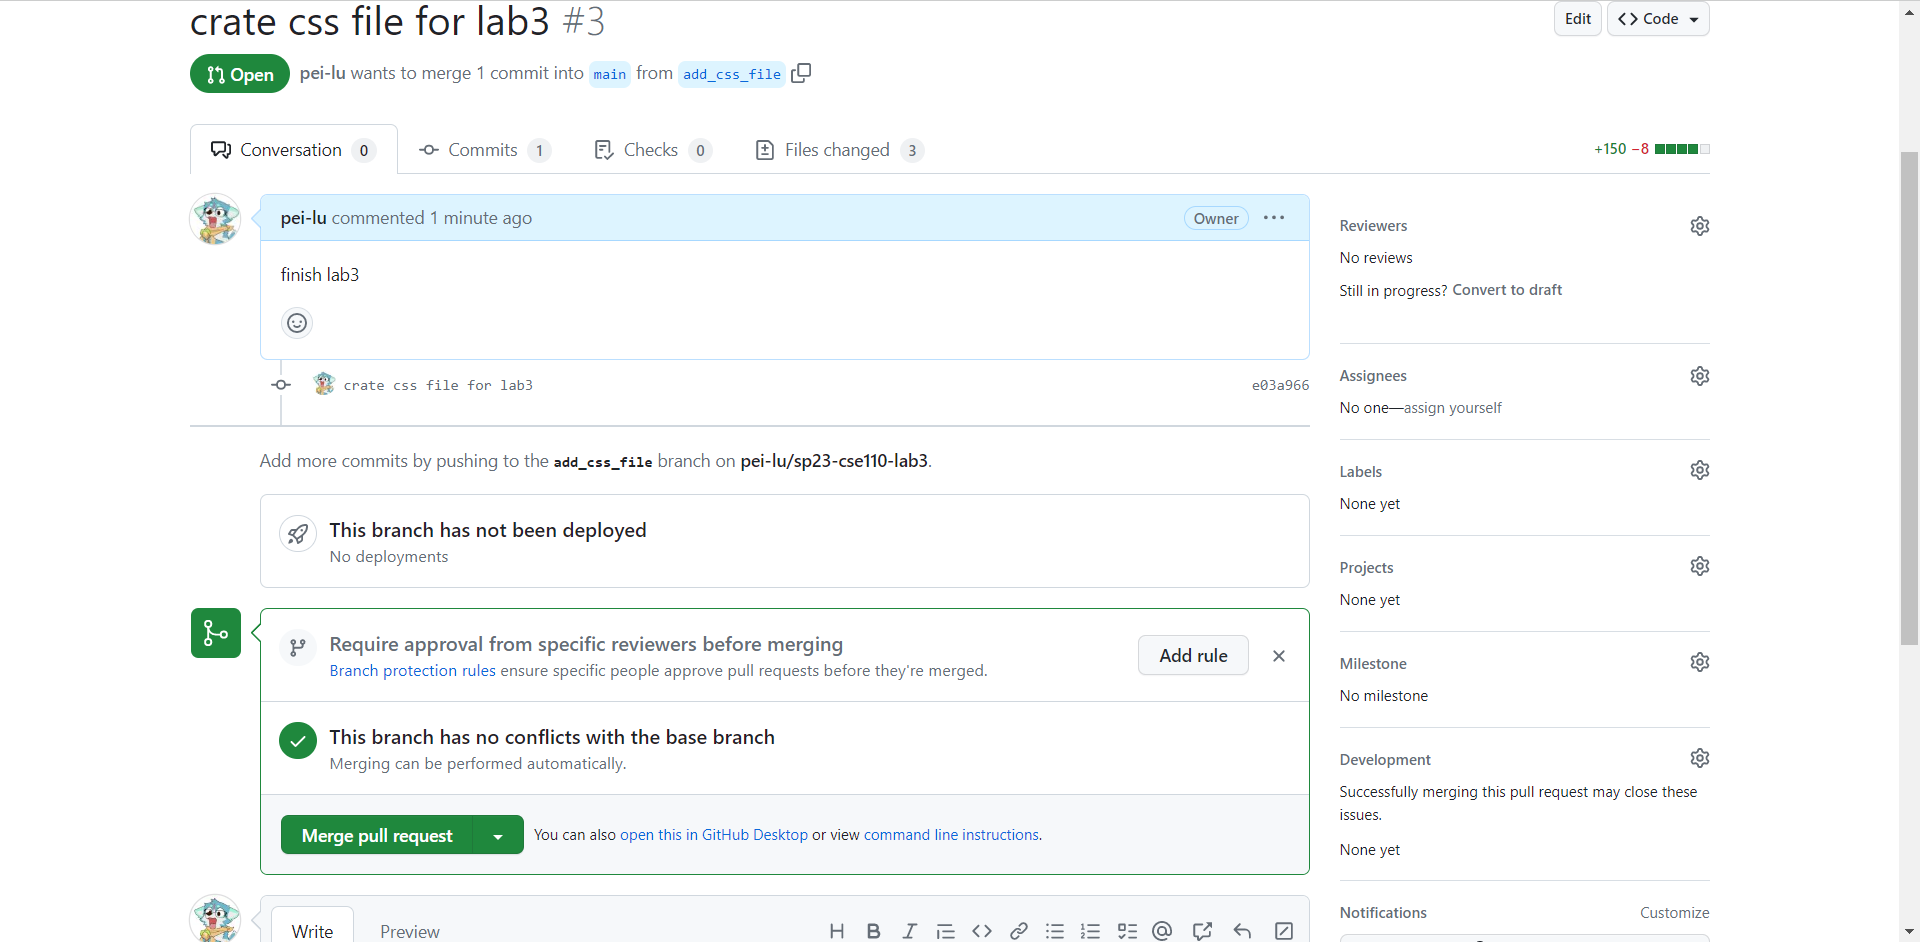 crate css file for lab3 #3
Edit
Code
Open
pei-lu wants to merge 1 commit into main from add_css_file
Conversation 0
Commits 1
Checks 0
Files changed 3
+150 −8
pei-lu commented 1 minute ago
Owner
finish lab3
crate css file for lab3
e03a966
Add more commits by pushing to the add_css_file branch on pei-lu/sp23-cse110-lab3.
This branch has not been deployed
No deployments
Require approval from specific reviewers before merging
Branch protection rules ensure specific people approve pull requests before they're merged.
Add rule
This branch has no conflicts with the base branch
Merging can be performed automatically.
Merge pull request
You can also open this in GitHub Desktop or view command line instructions.
Write
Preview
Reviewers
No reviews
Still in progress? Convert to draft
Assignees
No one—assign yourself
Labels
None yet
Projects
None yet
Milestone
No milestone
Development
Successfully merging this pull request may close these
issues.
None yet
Notifications
Customize